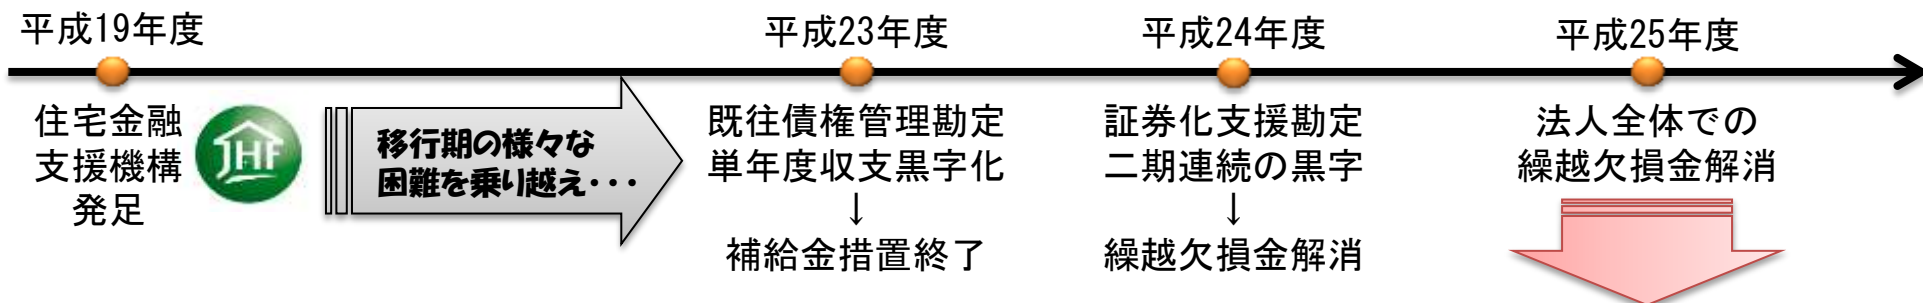 平成19年度
平成23年度
平成24年度
平成25年度
住宅金融
支援機構
発足
JHF
移行期の様々な
困難を乗り越え・・・
既往債権管理勘定
単年度収支黒字化
↓
補給金措置終了
証券化支援勘定
二期連続の黒字
↓
繰越欠損金解消
法人全体での
繰越欠損金解消